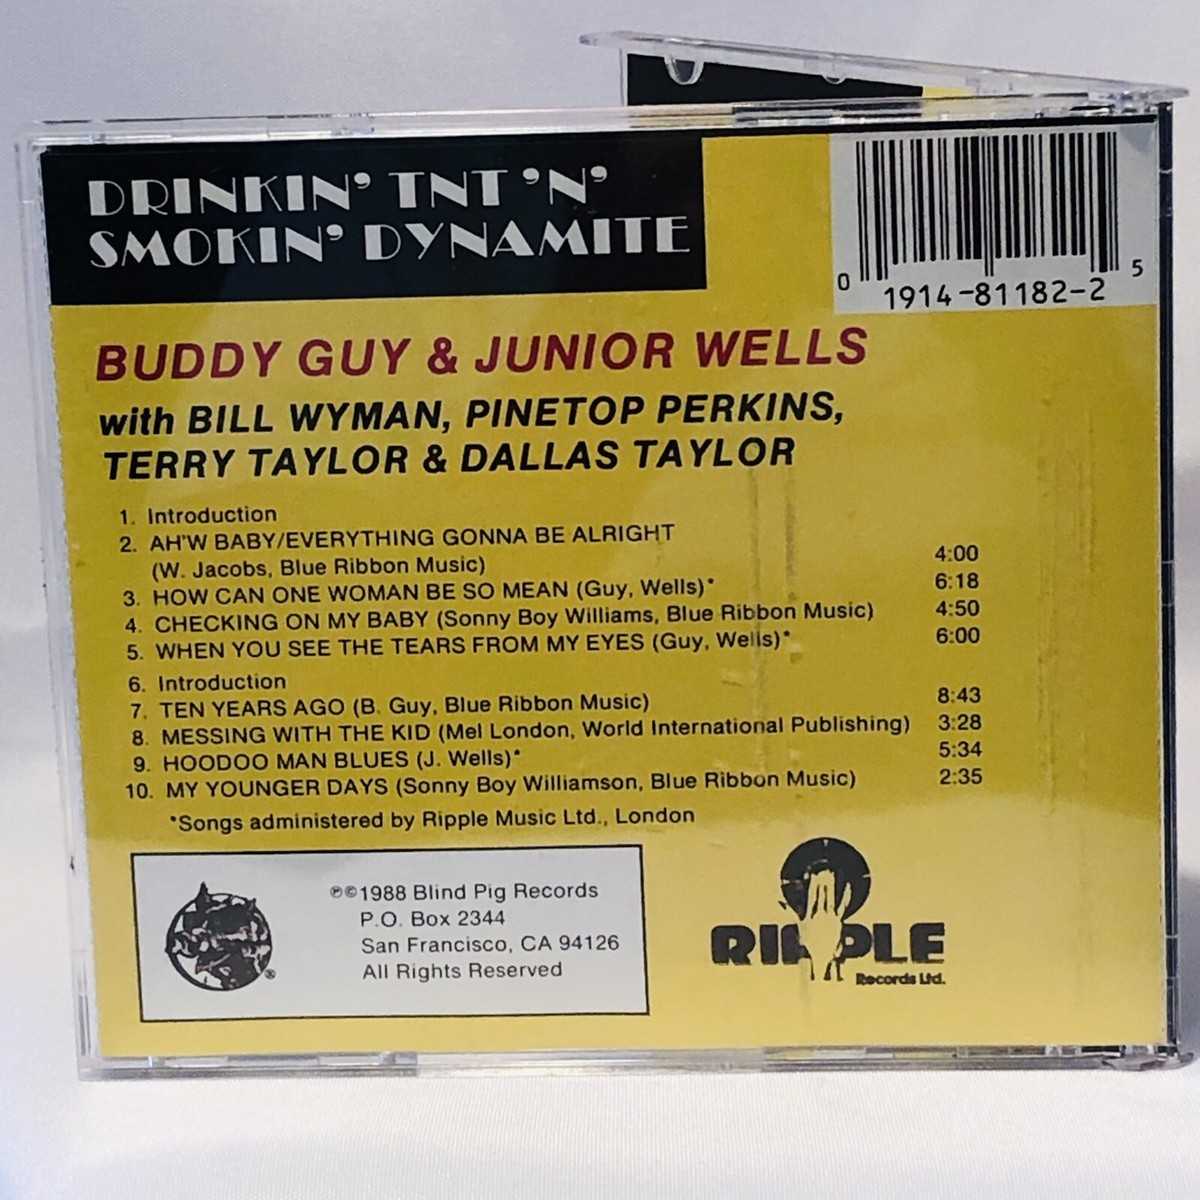 DRINKIN' TNT 'N'
SMOKIN' DYNAMITE
0 1914-81182-2 5
BUDDY GUY & JUNIOR WELLS
with BILL WYMAN, PINETOP PERKINS,
TERRY TAYLOR & DALLAS TAYLOR
1. Introduction
2. AH'W BABY/EVERYTHING GONNA BE ALRIGHT
(W. Jacobs, Blue Ribbon Music) 4:00
3. HOW CAN ONE WOMAN BE SO MEAN (Guy, Wells)* 6:18
4. CHECKING ON MY BABY (Sonny Boy Williams, Blue Ribbon Music) 4:50
5. WHEN YOU SEE THE TEARS FROM MY EYES (Guy, Wells)* 6:00
6. Introduction
7. TEN YEARS AGO (B. Guy, Blue Ribbon Music) 8:43
8. MESSING WITH THE KID (Mel London, World International Publishing) 3:28
9. HOODOO MAN BLUES (J. Wells)* 5:34
10. MY YOUNGER DAYS (Sonny Boy Williamson, Blue Ribbon Music) 2:35
*Songs administered by Ripple Music Ltd., London
℗©1988 Blind Pig Records
P.O. Box 2344
San Francisco, CA 94126
All Rights Reserved
®
RIPPLE
Records Ltd.